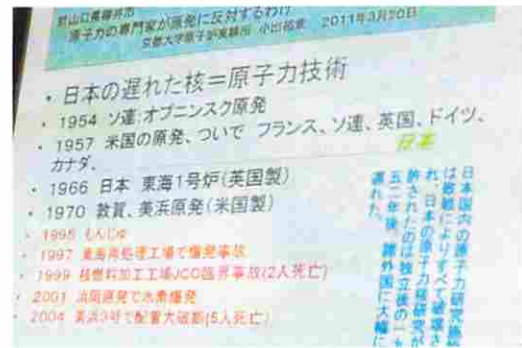 山口県柳井市
原子力の専門家が原発に反対するわけ
京都大学原子炉実験所 小出裕章 2011年3月20日
・日本の遅れた核=原子力技術
・1954 ソ連:オブニンスク原発
・1957 米国の原発、ついで フランス、ソ連、英国、ドイツ、
カナダ、
日本
・1966 日本 東海1号炉(英国製)
・1970 敦賀、美浜原発(米国製)
・1995 もんじゅ
・1997 東海再処理工場で爆発事故
・1999 核燃料加工工場JCO臨界事故(2人死亡)
・2001 浜岡原発で水素爆発
・2004 美浜3号で配管大破断(5人死亡)
日本国内の原子力研究施設
は敗戦によりすべて破壊さ
れ、日本の原子力核研究が
許されたのは独立後の一九
五二年後、諸外国に大幅に
遅れた。